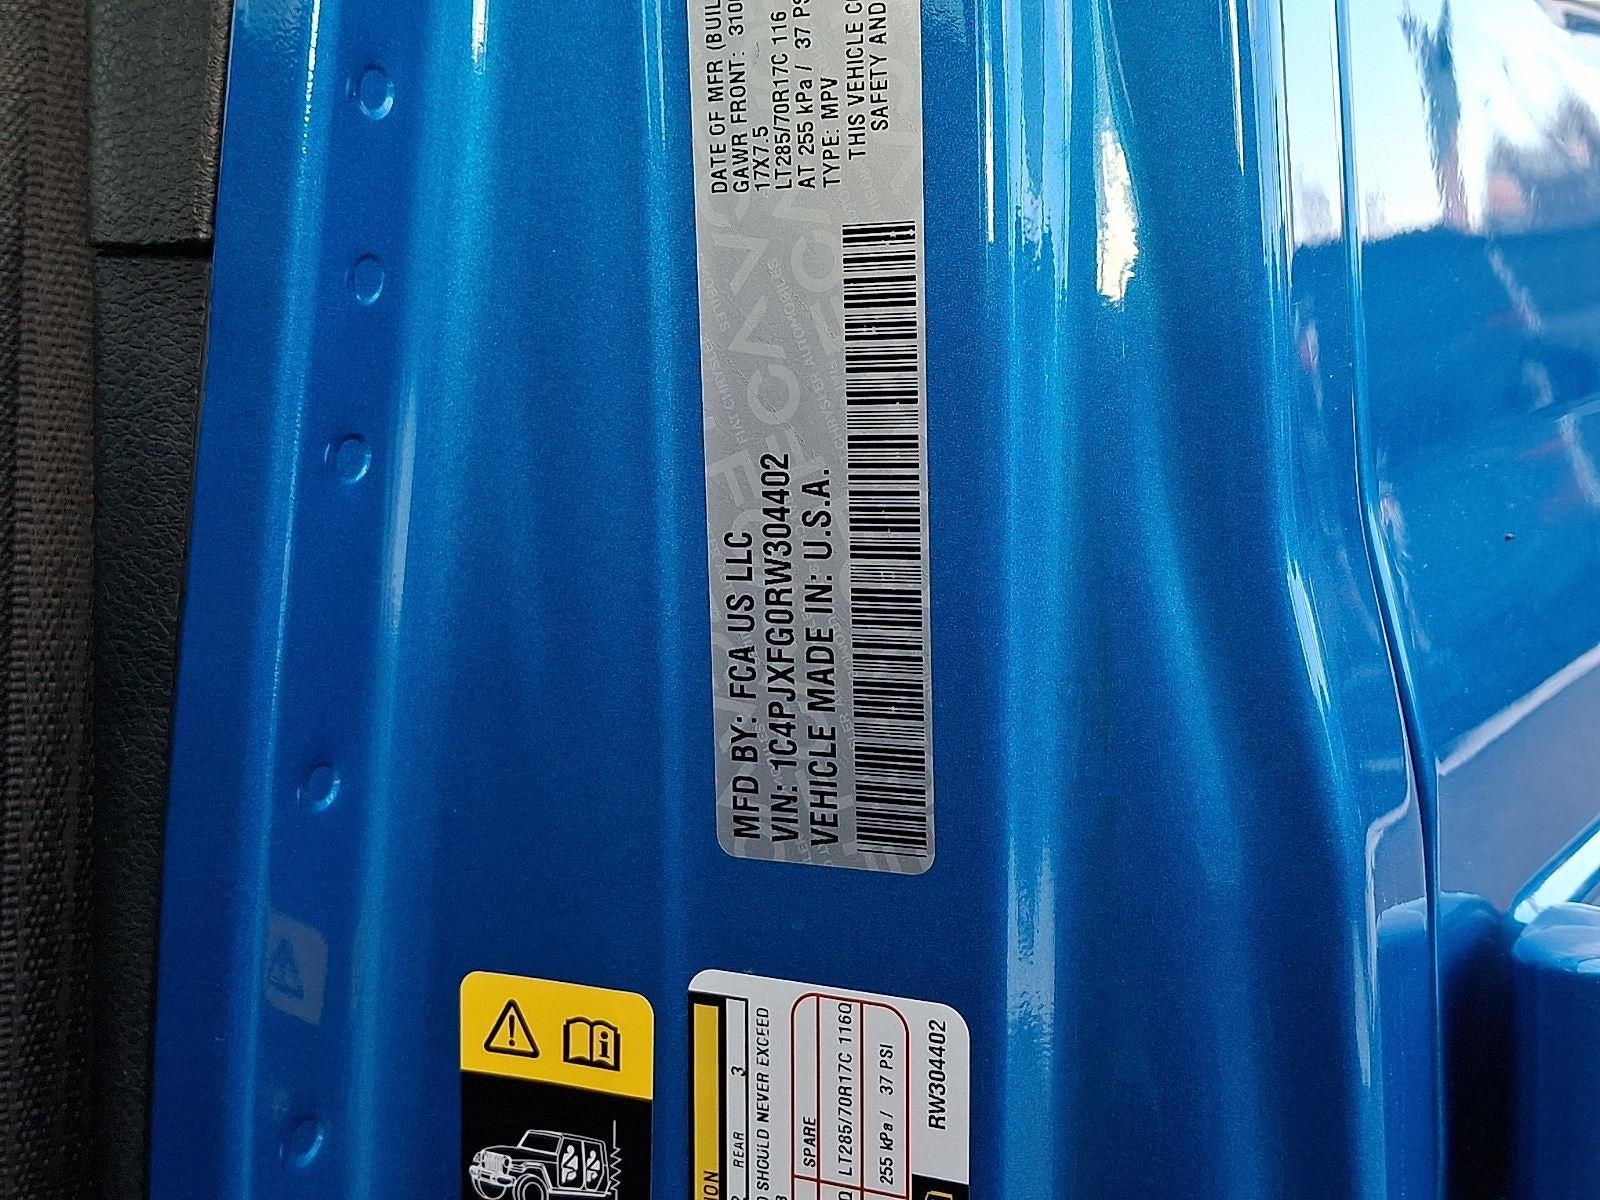 MFD BY: FCA US LLC
VIN: 1C4PJXFG0RW304402
VEHICLE MADE IN: U.S.A.
DATE OF MFR (BUIL
GAWR FRONT: 310
17X7.5
LT285/70R17C 116
AT 255 kPa / 37 PS
TYPE: MPV
THIS VEHICLE C
SAFETY AND
ION
REAR 3
SHOULD NEVER EXCEED
SPARE
LT285/70R17C 116Q
255 kPa / 37 PSI
RW304402